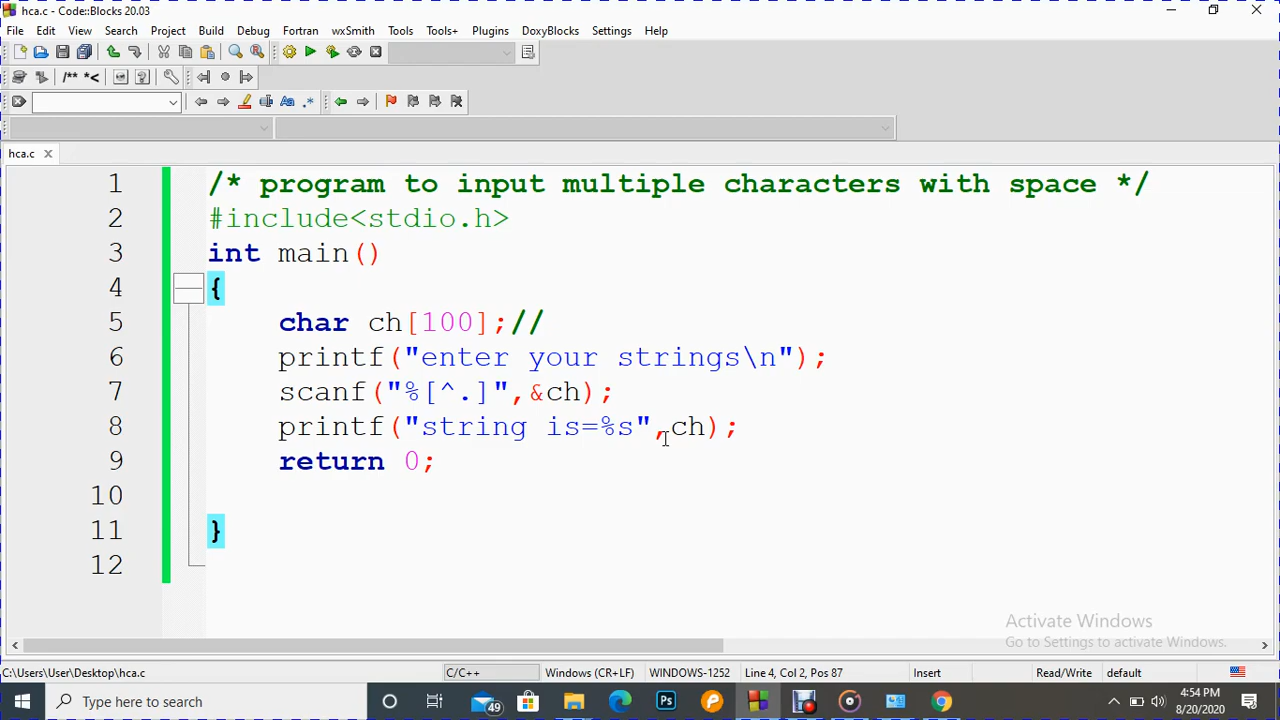 hca.c - Code::Blocks 20.03
File Edit View Search Project Build Debug Fortran wxSmith Tools Tools+ Plugins DoxyBlocks Settings Help
/** *<
hca.c
1 /* program to input multiple characters with space */
2 #include<stdio.h>
3 int main()
4 {
5 char ch[100];//
6 printf("enter your strings\n");
7 scanf("%[^.]",&ch);
8 printf("string is=%s",ch);
9 return 0;
10
11 }
12
Activate Windows
Go to Settings to activate Windows.
C:\Users\User\Desktop\hca.c C/C++ Windows (CR+LF) WINDOWS-1252 Line 4, Col 2, Pos 87 Insert Read/Write default
Type here to search 49 Ps 4:54 PM
8/20/2020